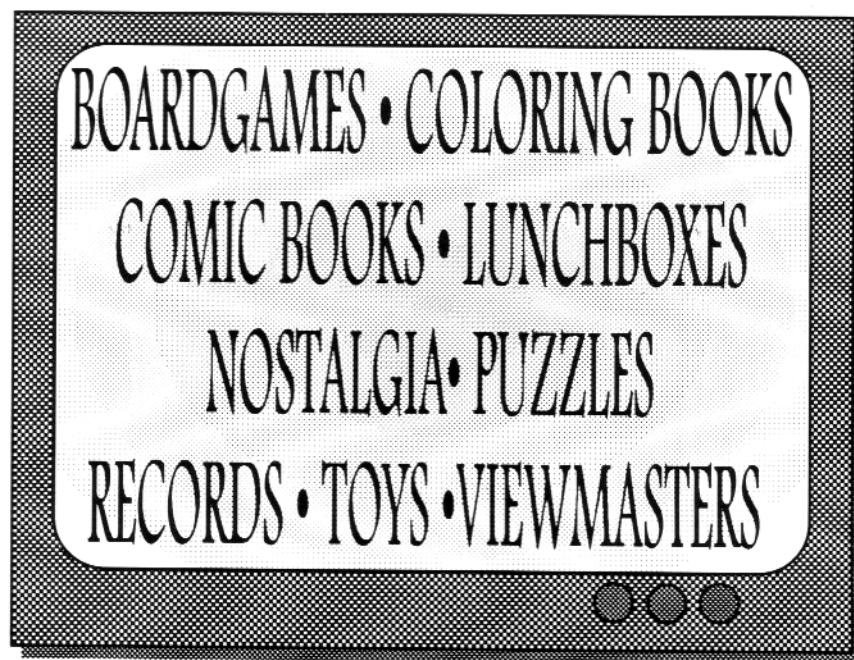 BOARDGAMES • COLORING BOOKS
COMIC BOOKS • LUNCHBOXES
NOSTALGIA• PUZZLES
RECORDS • TOYS •VIEWMASTERS